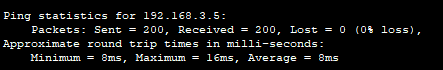 Ping statistics for 192.168.3.5:
Packets: Sent = 200, Received = 200, Lost = 0 (0% loss),
Approximate round trip times in milli-seconds:
Minimum = 8ms, Maximum = 16ms, Average = 8ms